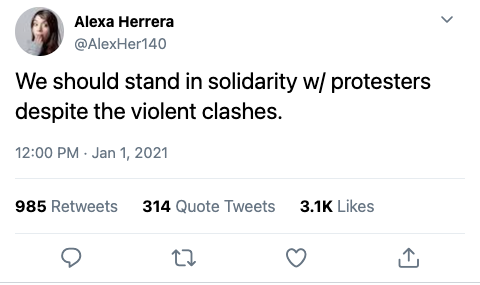 Alexa Herrera
@AlexHer140
We should stand in solidarity w/ protesters
despite the violent clashes.
12:00 PM · Jan 1, 2021
985 Retweets 314 Quote Tweets 3.1K Likes